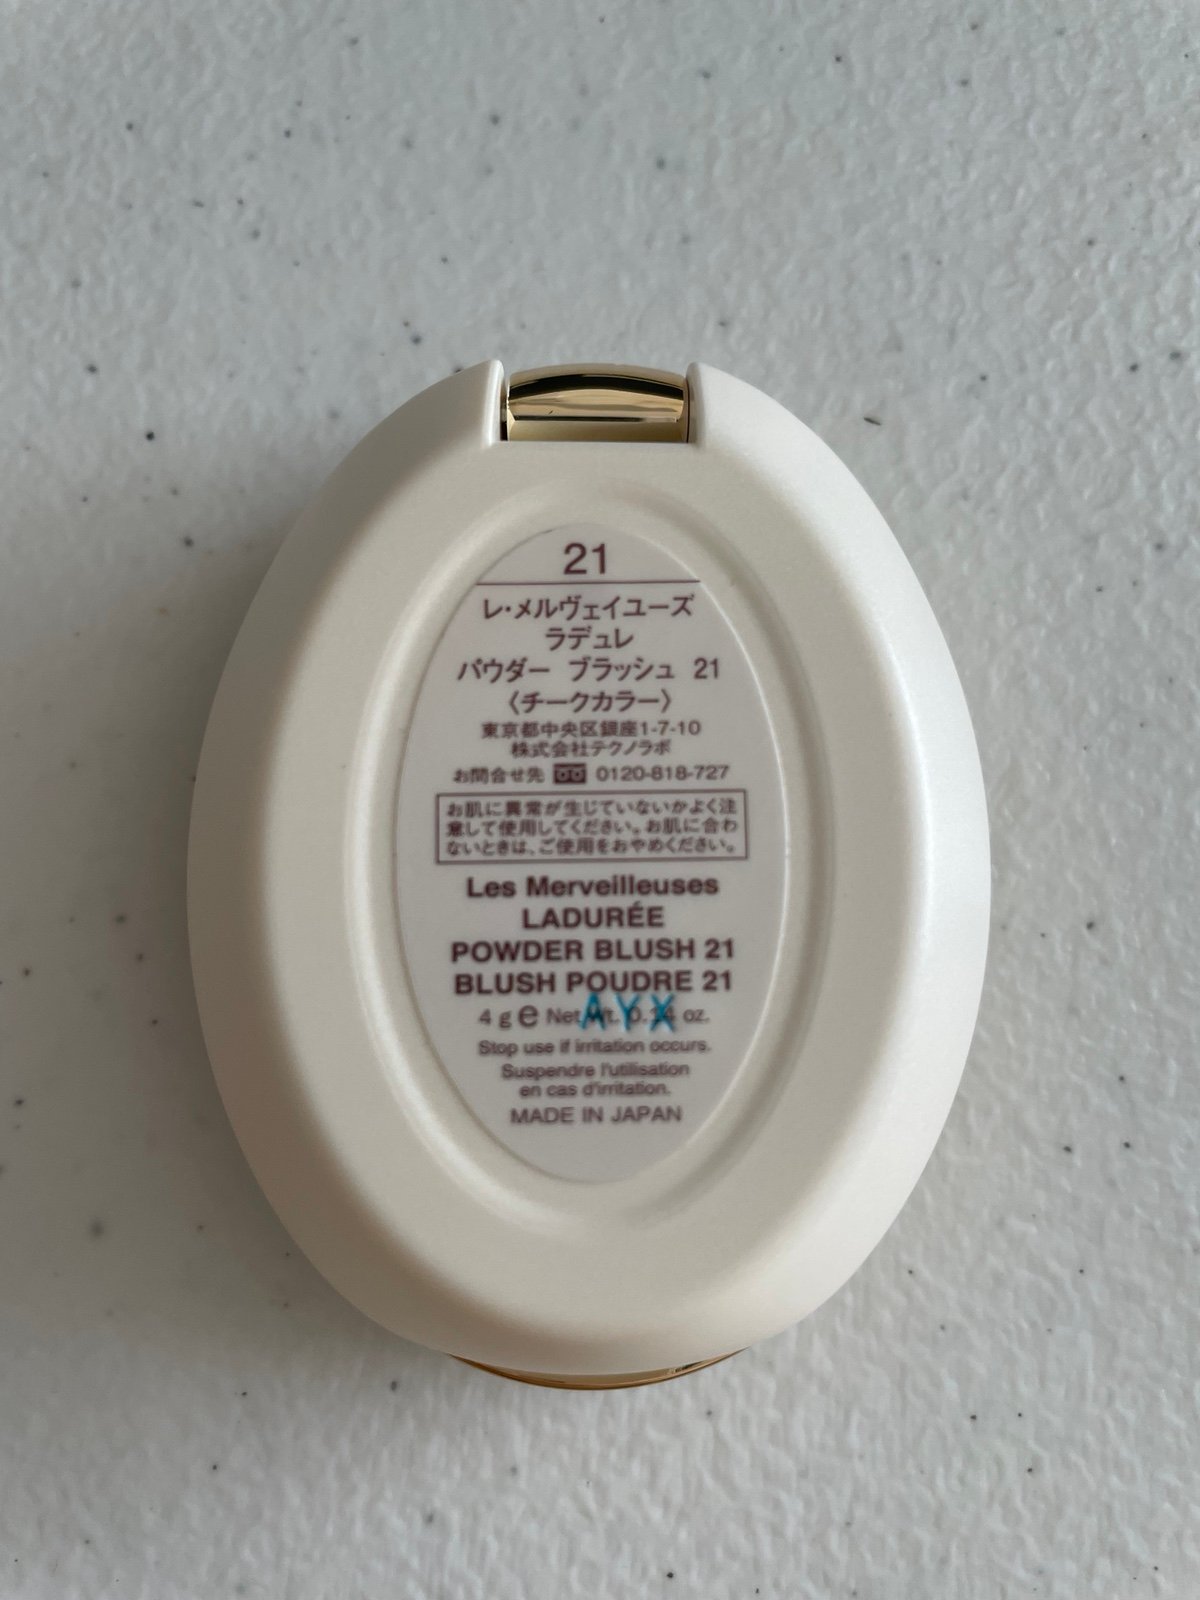 21
レ・メルヴェイユーズ
ラデュレ
パウダー ブラッシュ 21
〈チークカラー〉
東京都中央区銀座1-7-10
株式会社テクノラボ
お問合せ先 0120-818-727
お肌に異常が生じていないかよく注
意して使用してください。お肌に合わ
ないときは、ご使用をおやめください。
Les Merveilleuses
LADURÉE
POWDER BLUSH 21
BLUSH POUDRE 21
AYX
4 g e Net wt. 0.14 oz.
Stop use if irritation occurs.
Suspendre l'utilisation
en cas d'irritation.
MADE IN JAPAN